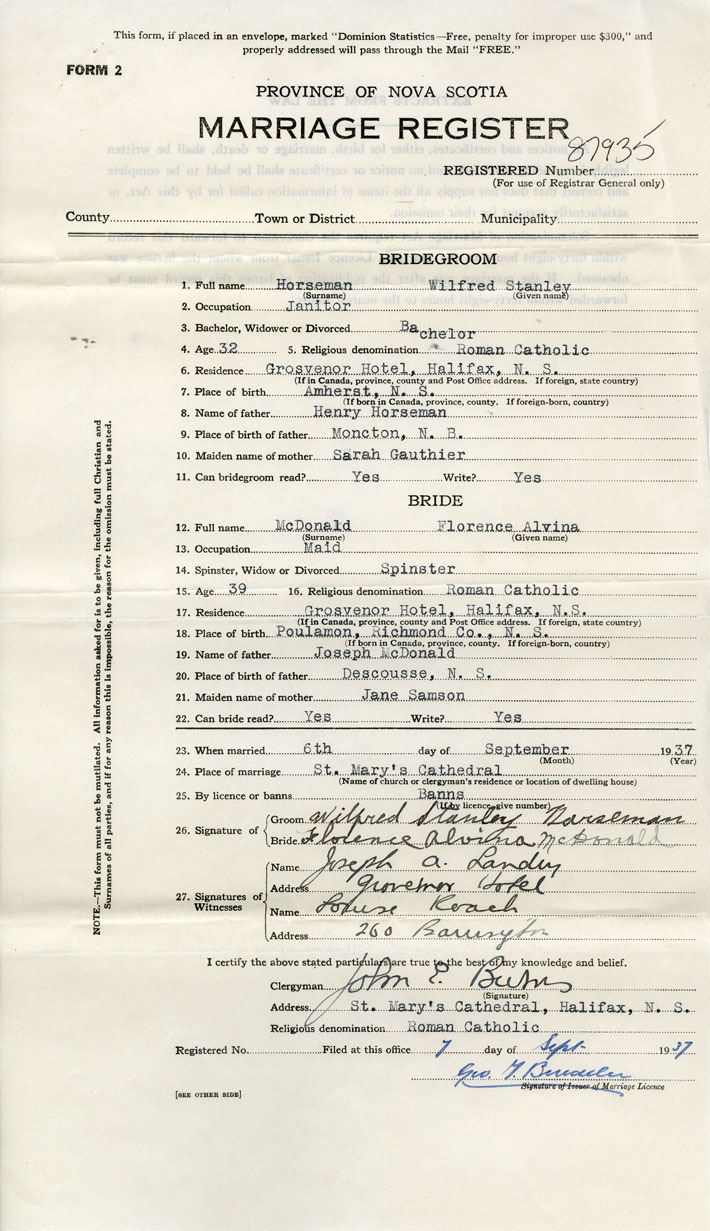 This form, if placed in an envelope, marked "Dominion Statistics—Free, penalty for improper use $300," and
properly addressed will pass through the Mail "FREE."
FORM 2
PROVINCE OF NOVA SCOTIA
MARRIAGE REGISTER
87935
REGISTERED Number
(For use of Registrar General only)
County Town or District Municipality
BRIDEGROOM
1. Full name Horseman Wilfred Stanley
(Surname) (Given name)
2. Occupation Janitor
3. Bachelor, Widower or Divorced Bachelor
4. Age 32 5. Religious denomination Roman Catholic
6. Residence Grosvenor Hotel, Halifax, N. S.
(If in Canada, province, county and Post Office address. If foreign, state country)
7. Place of birth Amherst, N. S.
(If born in Canada, province, county. If foreign-born, country)
8. Name of father Henry Horseman
9. Place of birth of father Moncton, N. B.
10. Maiden name of mother Sarah Gauthier
11. Can bridegroom read? Yes Write? Yes
BRIDE
12. Full name McDonald Florence Alvina
(Surname) (Given name)
13. Occupation Maid
14. Spinster, Widow or Divorced Spinster
15. Age 39 16. Religious denomination Roman Catholic
17. Residence Grosvenor Hotel, Halifax, N.S.
(If in Canada, province, county and Post Office address. If foreign, state country)
18. Place of birth Poulamon, Richmond Co., N. S.
(If born in Canada, province, county. If foreign-born, country)
19. Name of father Joseph McDonald
20. Place of birth of father Descousse, N. S.
21. Maiden name of mother Jane Samson
22. Can bride read? Yes Write? Yes
23. When married 6th day of September 1937
(Month) (Year)
24. Place of marriage St. Mary's Cathedral
(Name of church or clergyman's residence or location of dwelling house)
25. By licence or banns Banns
(If by licence, give number)
26. Signature of
Groom Wilfred Stanley Horseman
Bride Florence Alvina McDonald
27. Signatures of Witnesses
Name Joseph A. Landry
Address Grovenor Hotel
Name Louise Roach
Address 260 Barrington
I certify the above stated particulars are true to the best of my knowledge and belief.
Clergyman John E. Burns
(Signature)
Address St. Mary's Cathedral, Halifax, N. S.
Religious denomination Roman Catholic
Registered No. Filed at this office 7 day of Sept. 1937
Geo.
Signature of Issuer of Marriage Licence
[SEE OTHER SIDE]
NOTE.—This form must not be mutilated. All information asked for is to be given, including full Christian and
Surnames of all parties, and if for any reason this is impossible, the reason for the omission must be stated.